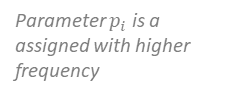 Parameter pᵢ is a
assigned with higher
frequency